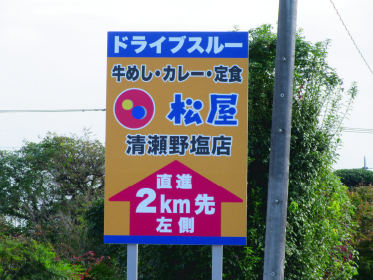 ドライブスルー
牛めし・カレー・定食
松屋
清瀬野塩店
直進
2km先
左側